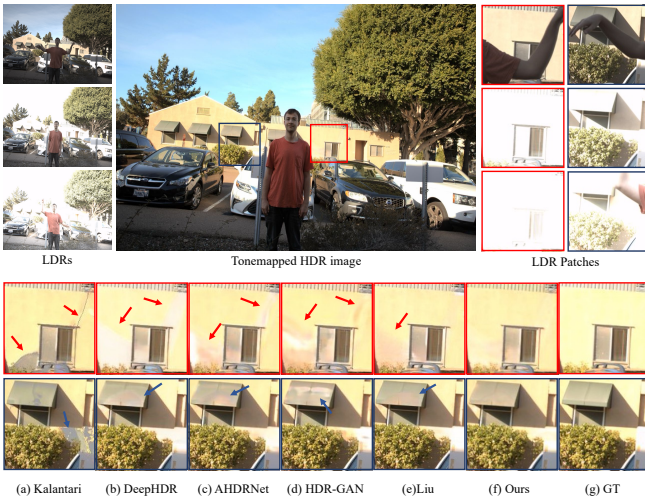 LDRs
Tonemapped HDR image
LDR Patches
(a) Kalantari (b) DeepHDR (c) AHDRNet (d) HDR-GAN (e)Liu (f) Ours (g) GT